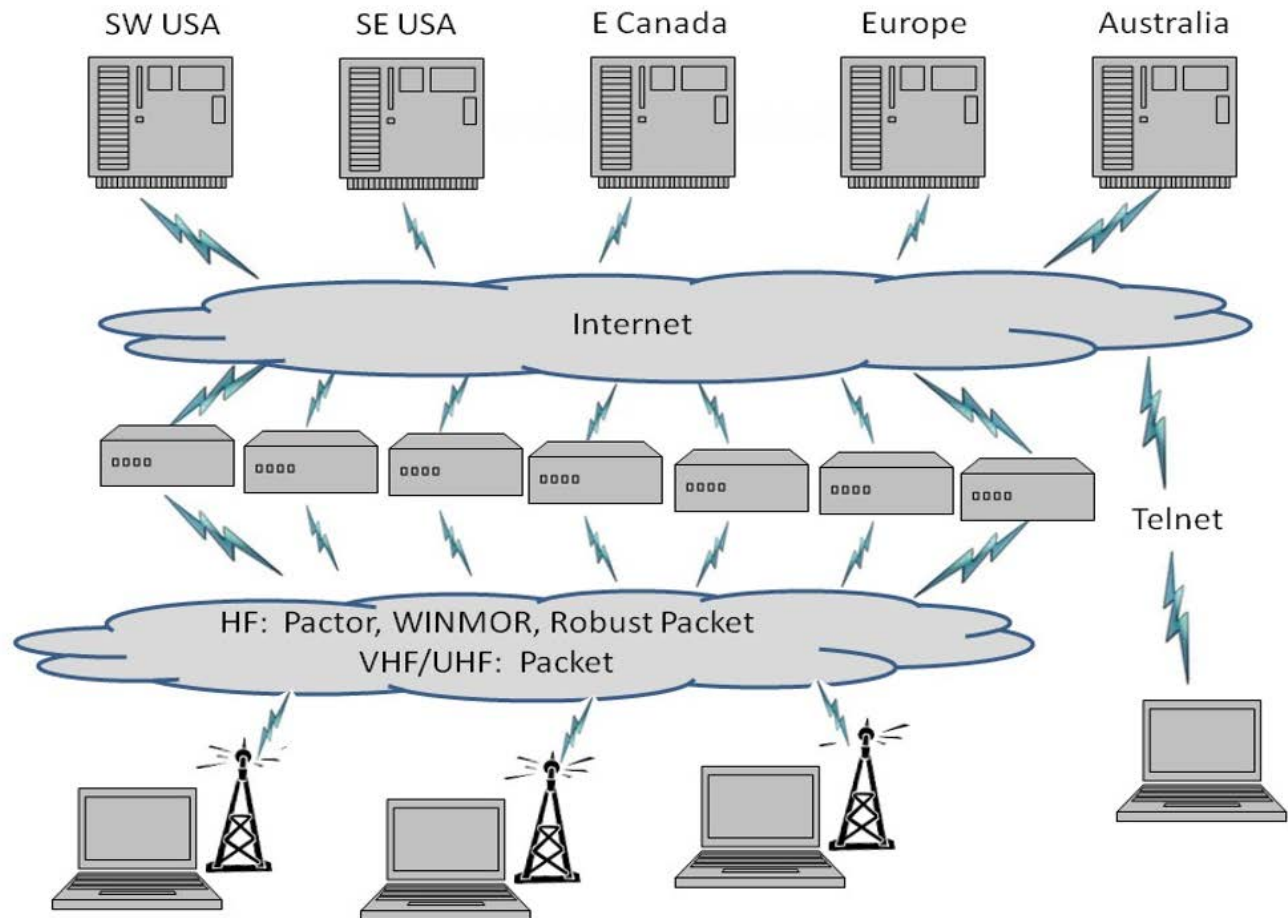 SW USA
SE USA
E Canada
Europe
Australia
Internet
Telnet
HF: Pactor, WINMOR, Robust Packet
VHF/UHF: Packet